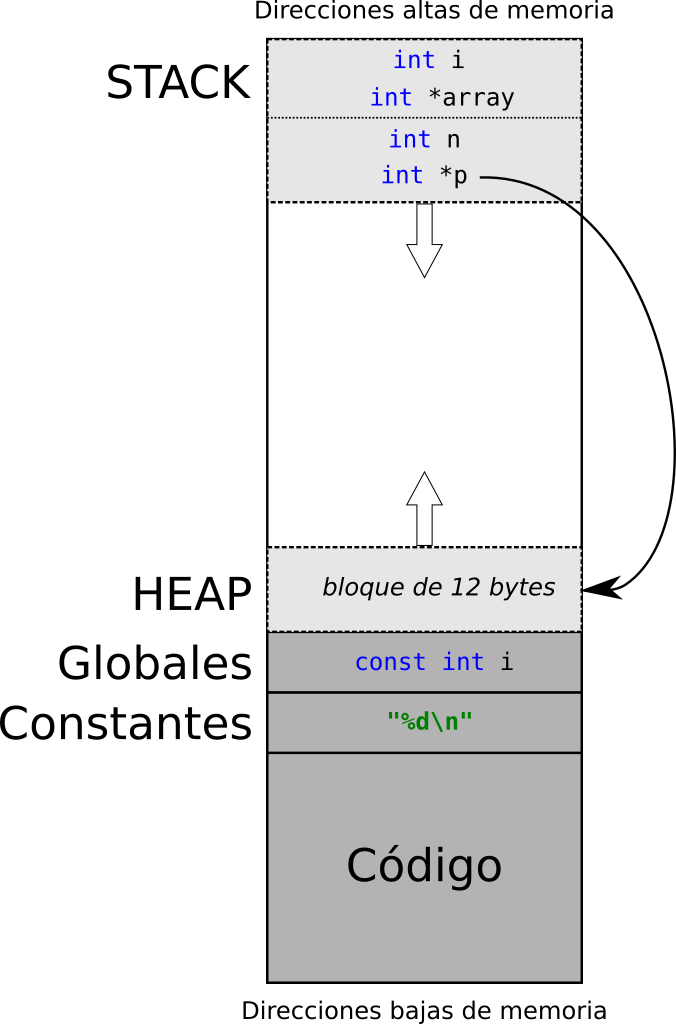 Direcciones altas de memoria
STACK
int i
int *array
int n
int *p
HEAP
bloque de 12 bytes
Globales
const int i
Constantes
"%d\n"
Código
Direcciones bajas de memoria